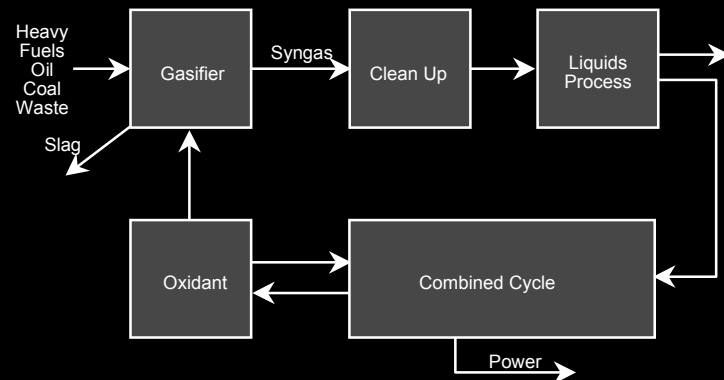 Heavy
Fuels
Oil
Coal
Waste
Gasifier
Syngas
Clean Up
Liquids
Process
Slag
Oxidant
Combined Cycle
Power